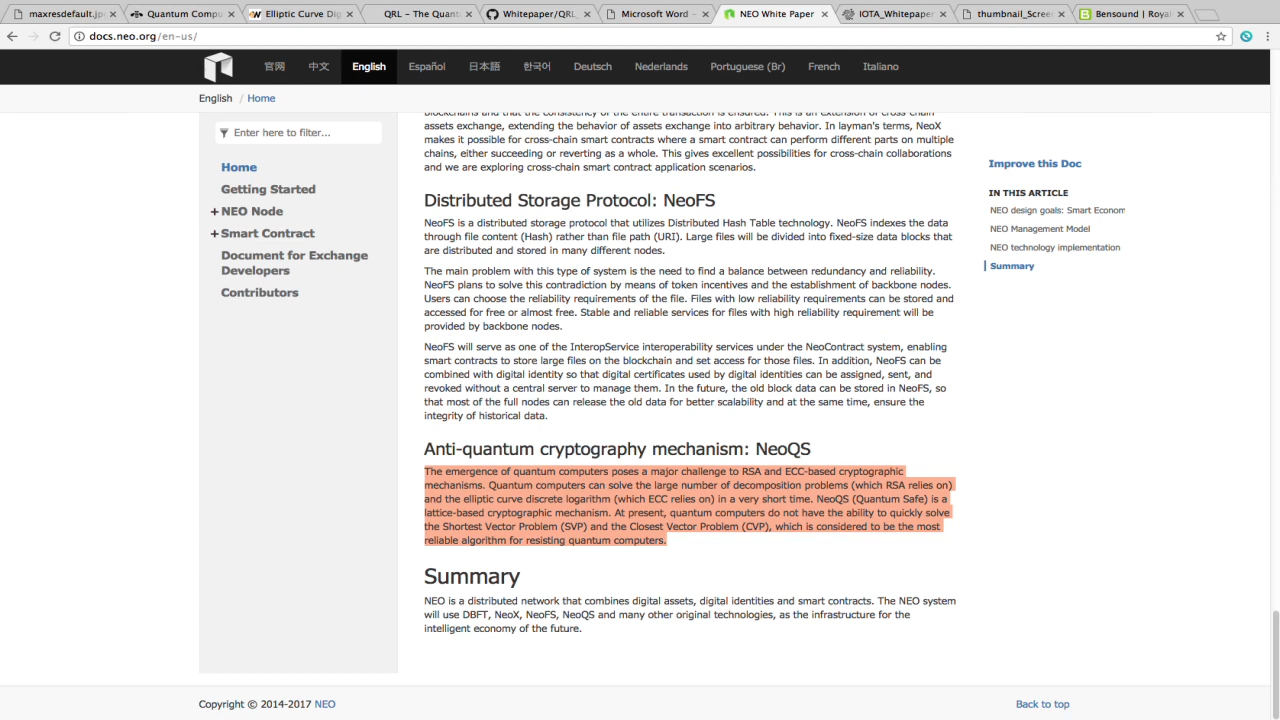 maxresdefault.jp
Quantum Compu
Elliptic Curve Dig
QRL – The Quant
Whitepaper/QRL
Microsoft Word –
NEO White Paper
IOTA_Whitepaper
thumbnail_Scree
Bensound | Royal
docs.neo.org/en-us/
官网 中文 English Español 日本語 한국어 Deutsch Nederlands Portuguese (Br) French Italiano
English / Home
Enter here to filter...
Home
Getting Started
+ NEO Node
+ Smart Contract
Document for Exchange
Developers
Contributors
blockchains and that the consistency of the entire transaction is ensured. This is an extension of cross-chain
assets exchange, extending the behavior of assets exchange into arbitrary behavior. In layman's terms, NeoX
makes it possible for cross-chain smart contracts where a smart contract can perform different parts on multiple
chains, either succeeding or reverting as a whole. This gives excellent possibilities for cross-chain collaborations
and we are exploring cross-chain smart contract application scenarios.
Distributed Storage Protocol: NeoFS
NeoFS is a distributed storage protocol that utilizes Distributed Hash Table technology. NeoFS indexes the data
through file content (Hash) rather than file path (URI). Large files will be divided into fixed-size data blocks that
are distributed and stored in many different nodes.
The main problem with this type of system is the need to find a balance between redundancy and reliability.
NeoFS plans to solve this contradiction by means of token incentives and the establishment of backbone nodes.
Users can choose the reliability requirements of the file. Files with low reliability requirements can be stored and
accessed for free or almost free. Stable and reliable services for files with high reliability requirement will be
provided by backbone nodes.
NeoFS will serve as one of the InteropService interoperability services under the NeoContract system, enabling
smart contracts to store large files on the blockchain and set access for those files. In addition, NeoFS can be
combined with digital identity so that digital certificates used by digital identities can be assigned, sent, and
revoked without a central server to manage them. In the future, the old block data can be stored in NeoFS, so
that most of the full nodes can release the old data for better scalability and at the same time, ensure the
integrity of historical data.
Anti-quantum cryptography mechanism: NeoQS
The emergence of quantum computers poses a major challenge to RSA and ECC-based cryptographic
mechanisms. Quantum computers can solve the large number of decomposition problems (which RSA relies on)
and the elliptic curve discrete logarithm (which ECC relies on) in a very short time. NeoQS (Quantum Safe) is a
lattice-based cryptographic mechanism. At present, quantum computers do not have the ability to quickly solve
the Shortest Vector Problem (SVP) and the Closest Vector Problem (CVP), which is considered to be the most
reliable algorithm for resisting quantum computers.
Summary
NEO is a distributed network that combines digital assets, digital identities and smart contracts. The NEO system
will use DBFT, NeoX, NeoFS, NeoQS and many other original technologies, as the infrastructure for the
intelligent economy of the future.
Improve this Doc
IN THIS ARTICLE
NEO design goals: Smart Econom
NEO Management Model
NEO technology implementation
Summary
Copyright © 2014-2017 NEO
Back to top